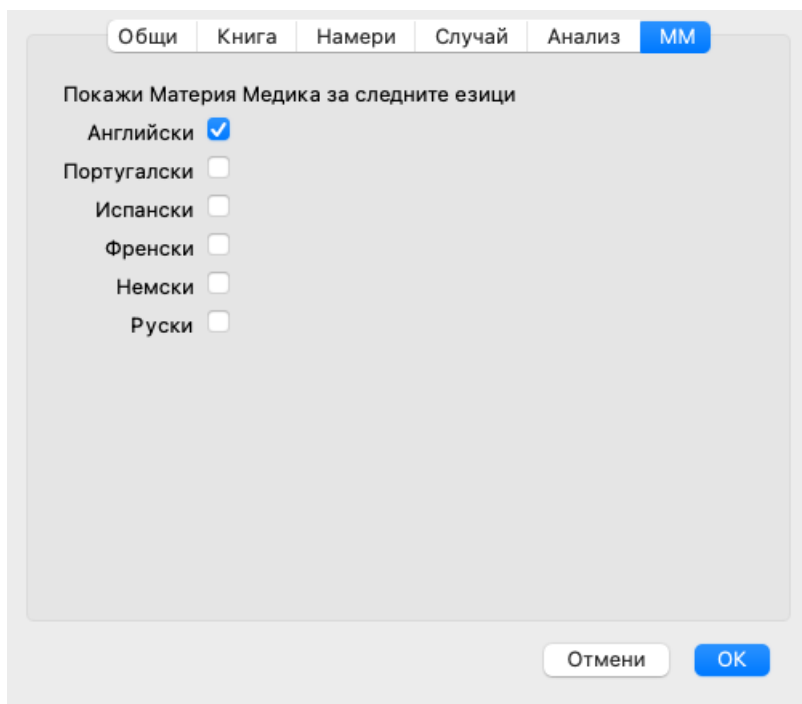 Общи Книга Намери Случай Анализ ММ
Покажи Материя Медика за следните езици
Английски
Португалски
Испански
Френски
Немски
Руски
Отмени ОК